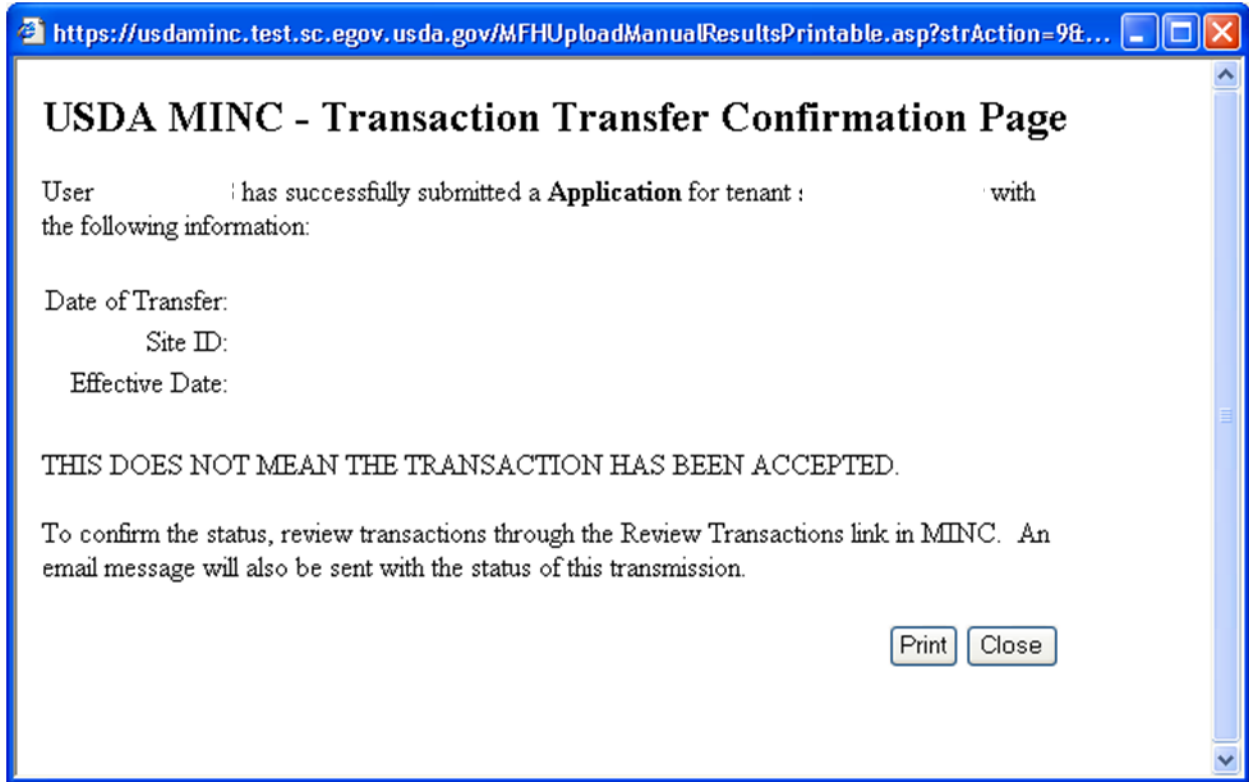 https://usdaminc.test.sc.egov.usda.gov/MFHUploadManualResultsPrintable.asp?strAction=9&...
USDA MINC - Transaction Transfer Confirmation Page
User has successfully submitted a Application for tenant with
the following information:
Date of Transfer:
Site ID:
Effective Date:
THIS DOES NOT MEAN THE TRANSACTION HAS BEEN ACCEPTED.
To confirm the status, review transactions through the Review Transactions link in MINC. An
email message will also be sent with the status of this transmission.
Print Close